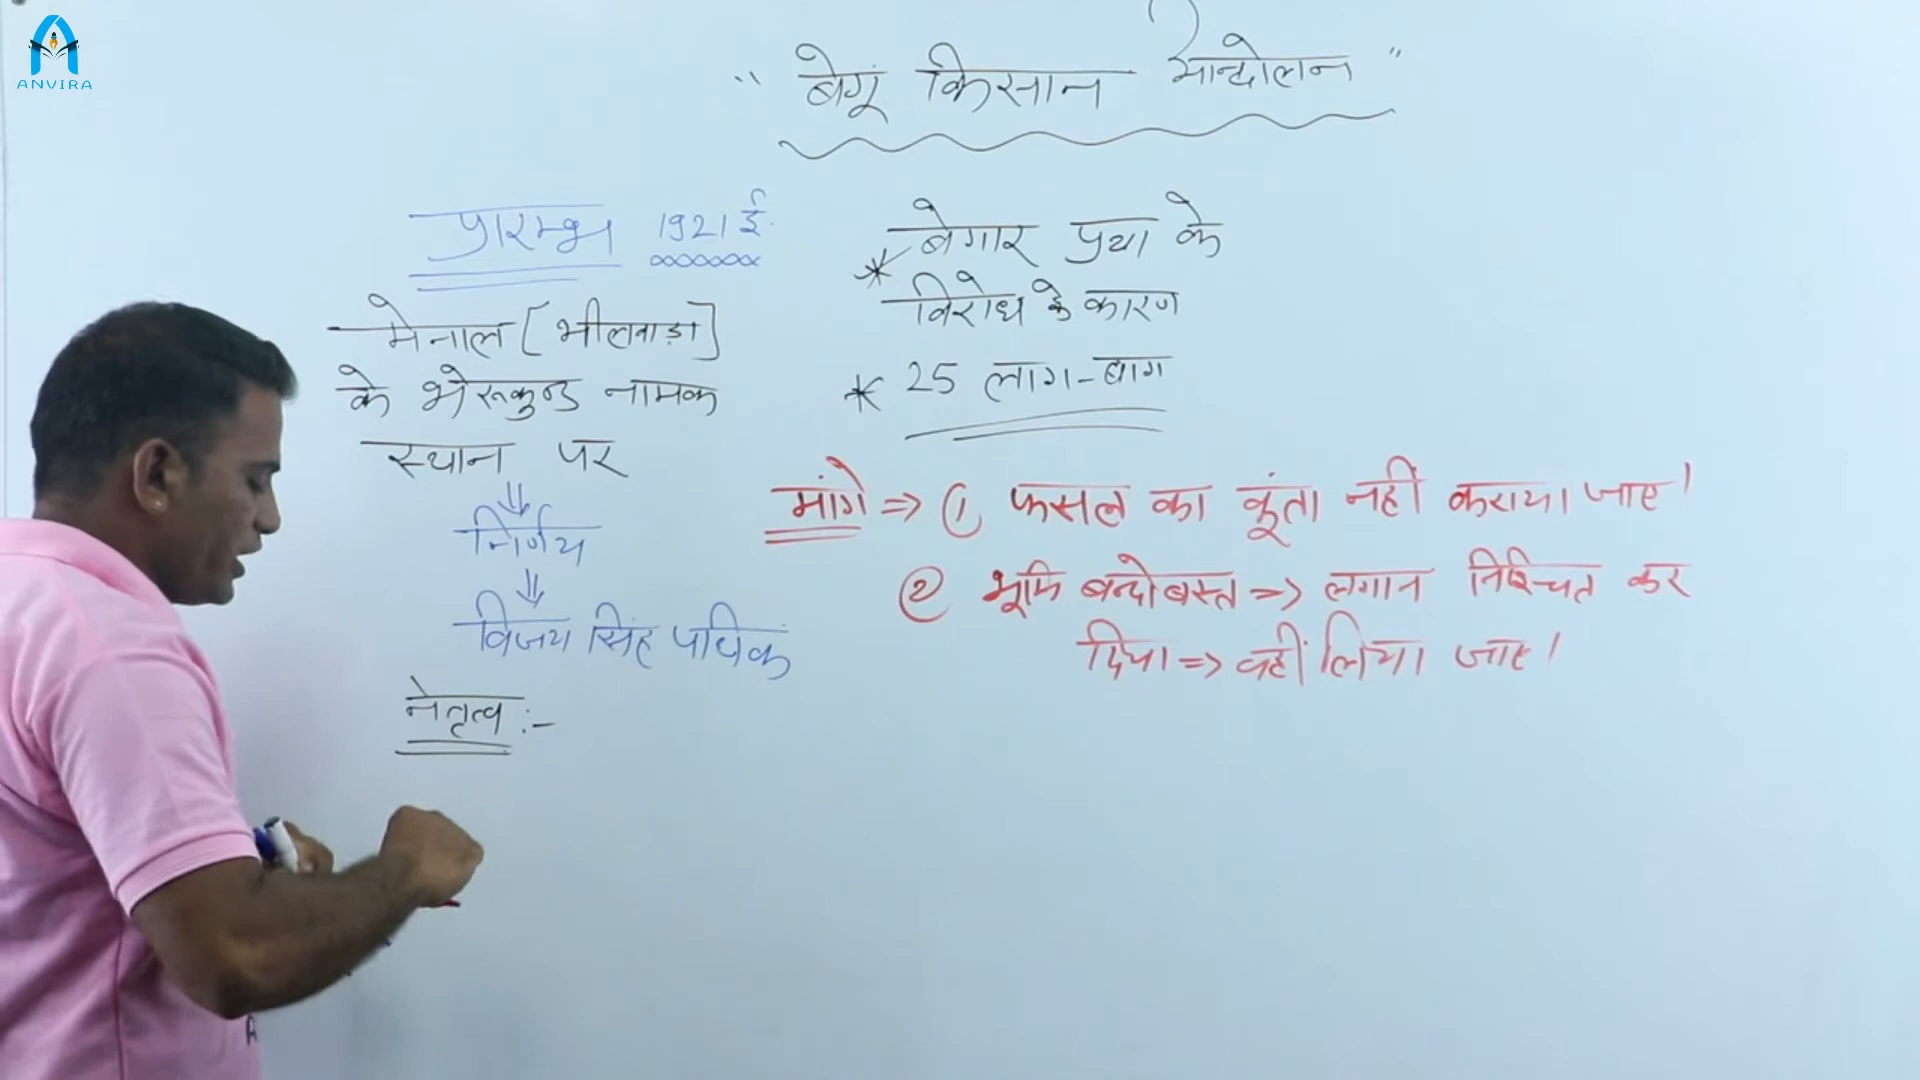 ANVIRA
" बेगूं किसान आन्दोलन "
प्रारम्भ 1921 ई.
मेनाल [भीलवाड़ा]
के भेरूकुन्ड नामक
स्थान पर
निर्णय
विजय सिंह पथिक
नेतृत्व :-
* बेगार प्रथा के
विरोध के कारण
* 25 लाग-बाग
मांगे => ① फसल का कूंता नहीं कराया जाए।
② भूमि बन्दोबस्त => लगान निश्चित कर
दिया => वहीं लिया जाए।